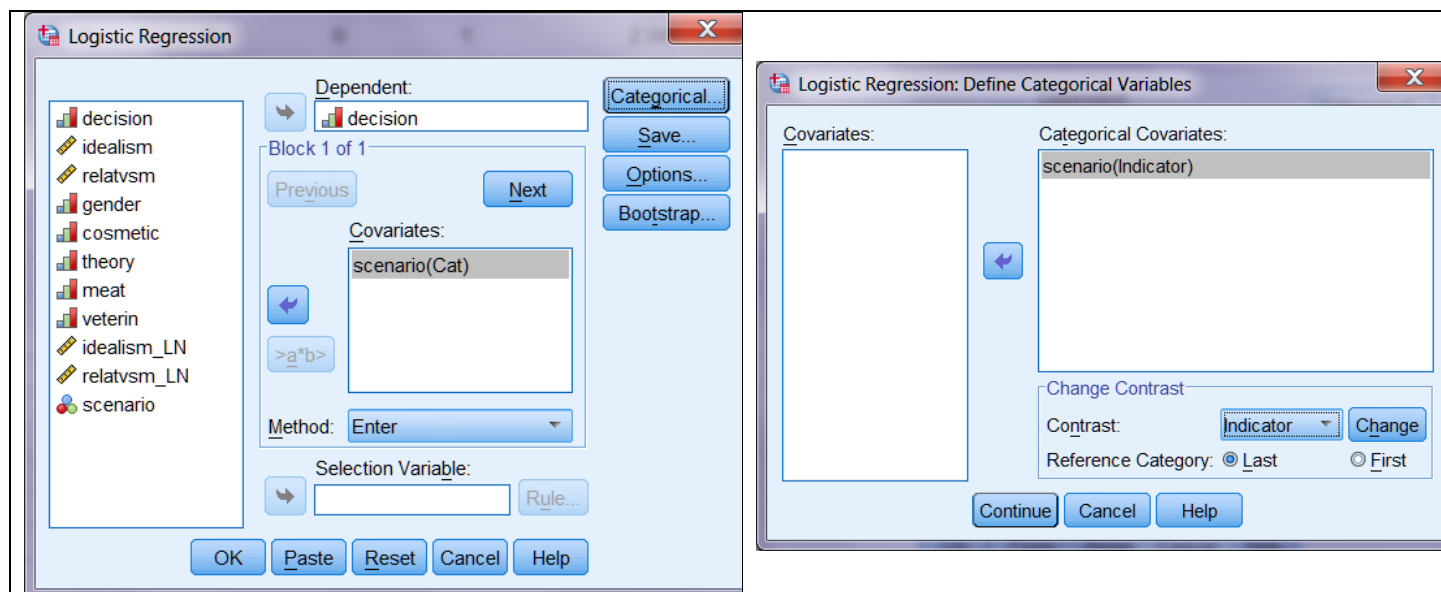 Logistic Regression
decision
idealism
relatvsm
gender
cosmetic
theory
meat
veterin
idealism_LN
relatvsm_LN
scenario
Dependent:
decision
Block 1 of 1
Previous
Next
Covariates:
scenario(Cat)
>a*b>
Method: Enter
Selection Variable:
Rule...
Categorical...
Save...
Options...
Bootstrap...
OK Paste Reset Cancel Help
Logistic Regression: Define Categorical Variables
Covariates:
Categorical Covariates:
scenario(Indicator)
Change Contrast
Contrast: Indicator Change
Reference Category: Last First
Continue Cancel Help